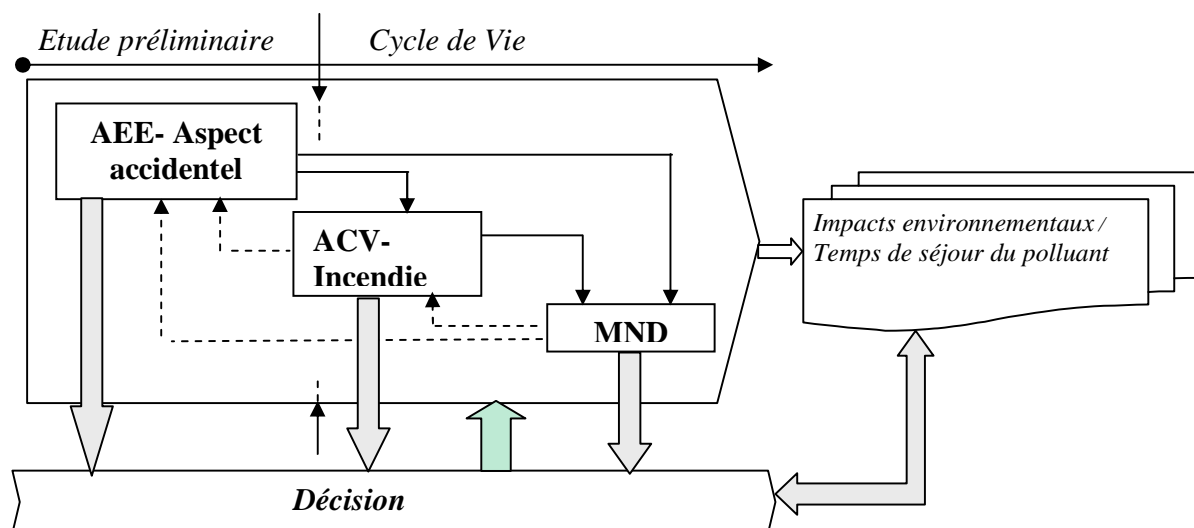 Etude préliminaire
Cycle de Vie
AEE- Aspect
accidentel
ACV-
Incendie
MND
Impacts environnementaux /
Temps de séjour du polluant
Décision